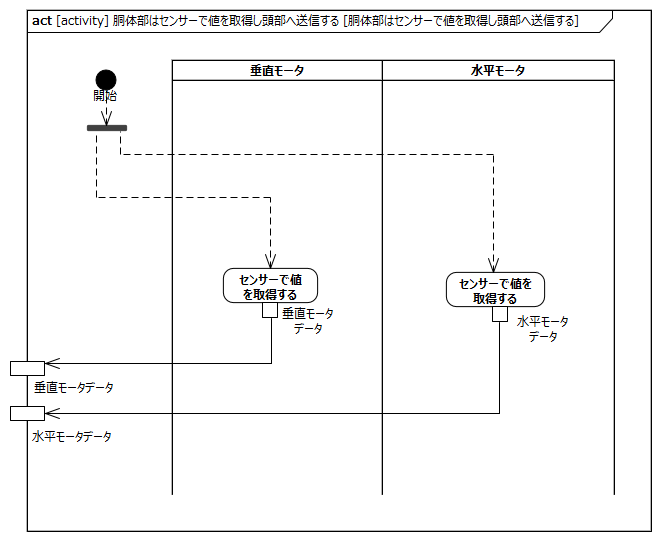 act [activity] 胴体部はセンサーで値を取得し頭部へ送信する [胴体部はセンサーで値を取得し頭部へ送信する]
垂直モータ
水平モータ
開始
センサーで値
を取得する
センサーで値を
取得する
垂直モータ
データ
水平モータ
データ
垂直モータデータ
水平モータデータ